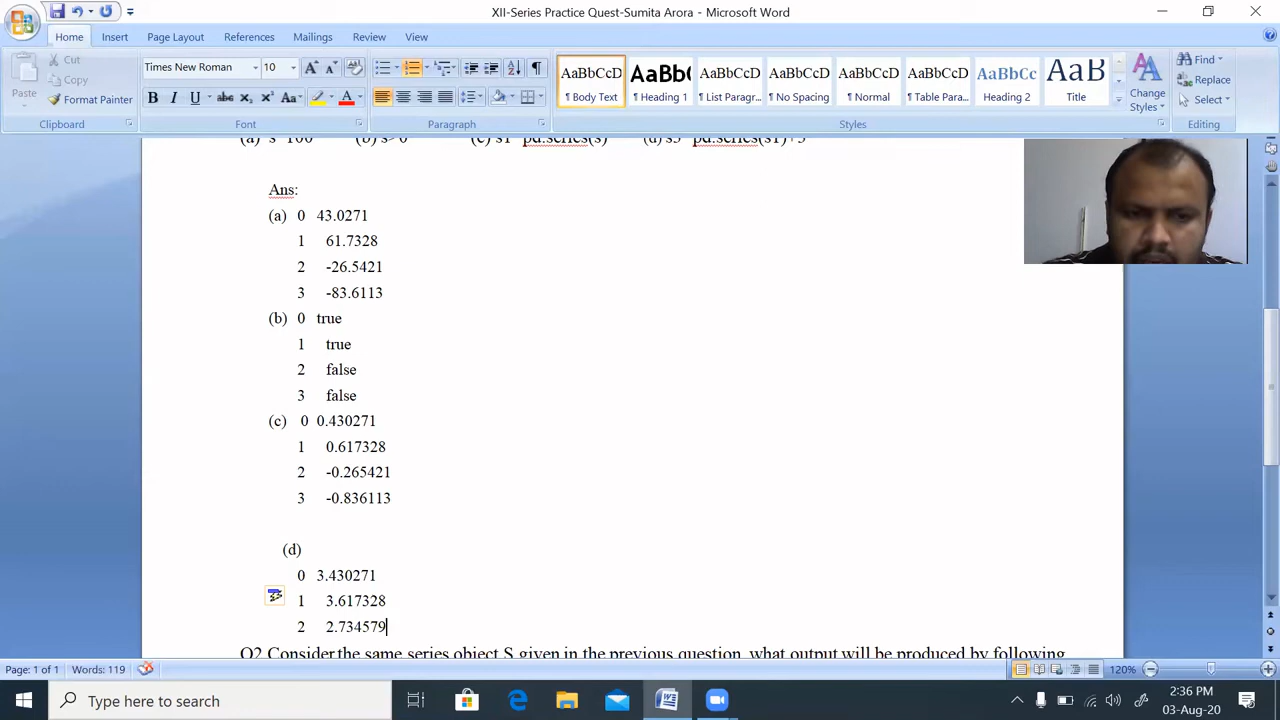 XII-Series Practice Quest-Sumita Arora - Microsoft Word
Home Insert Page Layout References Mailings Review View
Paste
Cut
Copy
Format Painter
Clipboard
Times New Roman 10
Font
Paragraph
AaBbCcD AaBb( AaBbCcD AaBbCcD AaBbCcD AaBbCcD AaBbCc AaB
¶ Body Text ¶ Heading 1 ¶ List Paragr... ¶ No Spacing ¶ Normal ¶ Table Para... ¶ Heading 2 Title
Change Styles
Styles
Find
Replace
Select
Editing
Ans:
(a) 0 43.0271
1 61.7328
2 -26.5421
3 -83.6113
(b) 0 true
1 true
2 false
3 false
(c) 0 0.430271
1 0.617328
2 -0.265421
3 -0.836113
(d)
0 3.430271
1 3.617328
2 2.734579
Q2 Consider the same series object S given in the previous question, what output will be produced by following
Page: 1 of 1 Words: 119 120%
Type here to search
2:36 PM
03-Aug-20